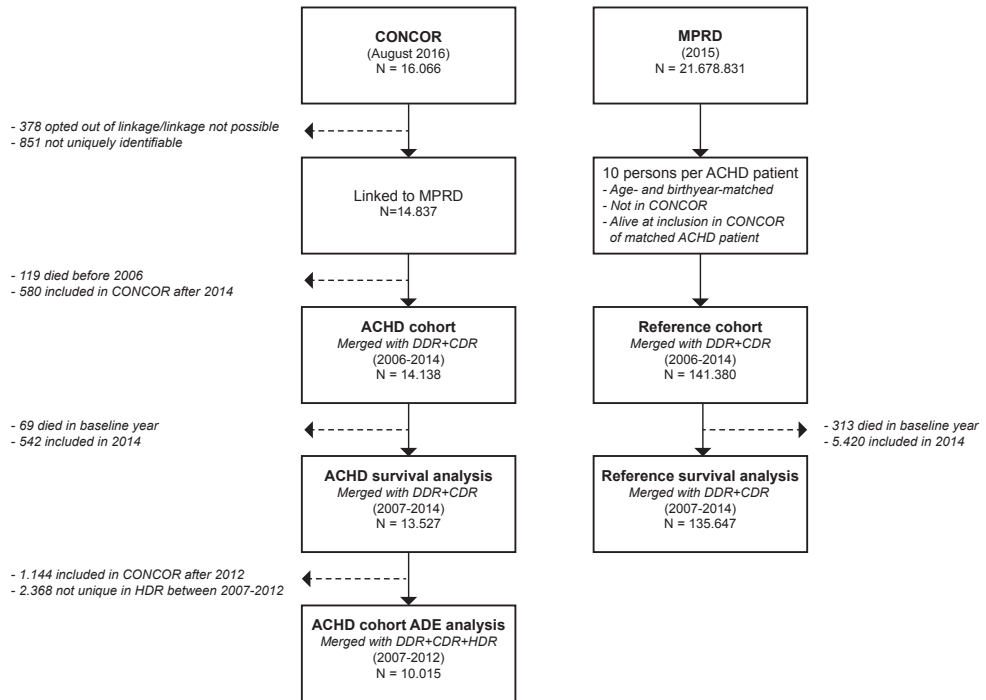 CONCOR
(August 2016)
N = 16.066
MPRD
(2015)
N = 21.678.831
- 378 opted out of linkage/linkage not possible
- 851 not uniquely identifiable
Linked to MPRD
N=14.837
10 persons per ACHD patient
- Age- and birthyear-matched
- Not in CONCOR
- Alive at inclusion in CONCOR
of matched ACHD patient
- 119 died before 2006
- 580 included in CONCOR after 2014
ACHD cohort
Merged with DDR+CDR
(2006-2014)
N = 14.138
Reference cohort
Merged with DDR+CDR
(2006-2014)
N = 141.380
- 69 died in baseline year
- 542 included in 2014
- 313 died in baseline year
- 5.420 included in 2014
ACHD survival analysis
Merged with DDR+CDR
(2007-2014)
N = 13.527
Reference survival analysis
Merged with DDR+CDR
(2007-2014)
N = 135.647
- 1.144 included in CONCOR after 2012
- 2.368 not unique in HDR between 2007-2012
ACHD cohort ADE analysis
Merged with DDR+CDR+HDR
(2007-2012)
N = 10.015